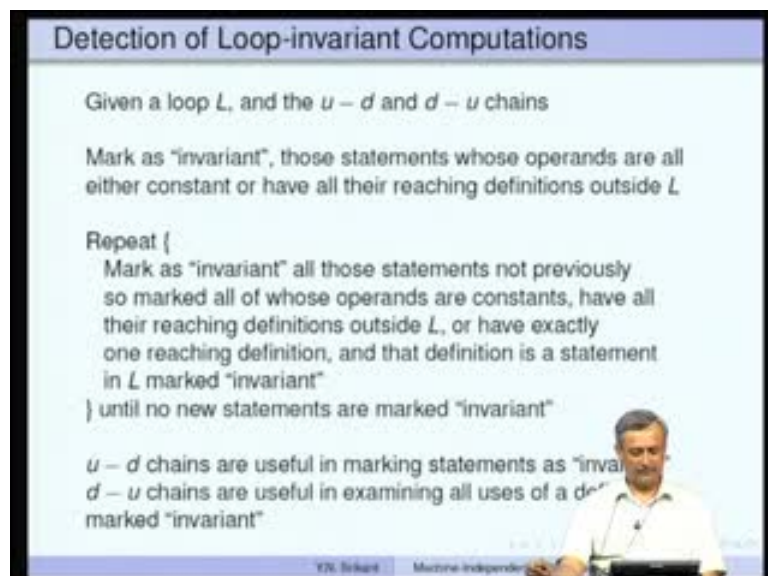 Detection of Loop-invariant Computations
Given a loop L, and the u – d and d – u chains
Mark as "invariant", those statements whose operands are all
either constant or have all their reaching definitions outside L
Repeat {
Mark as "invariant" all those statements not previously
so marked all of whose operands are constants, have all
their reaching definitions outside L, or have exactly
one reaching definition, and that definition is a statement
in L marked "invariant"
} until no new statements are marked "invariant"
u – d chains are useful in marking statements as
d – u chains are useful in examining all uses of a
marked "invariant"
Y.N. Srikant